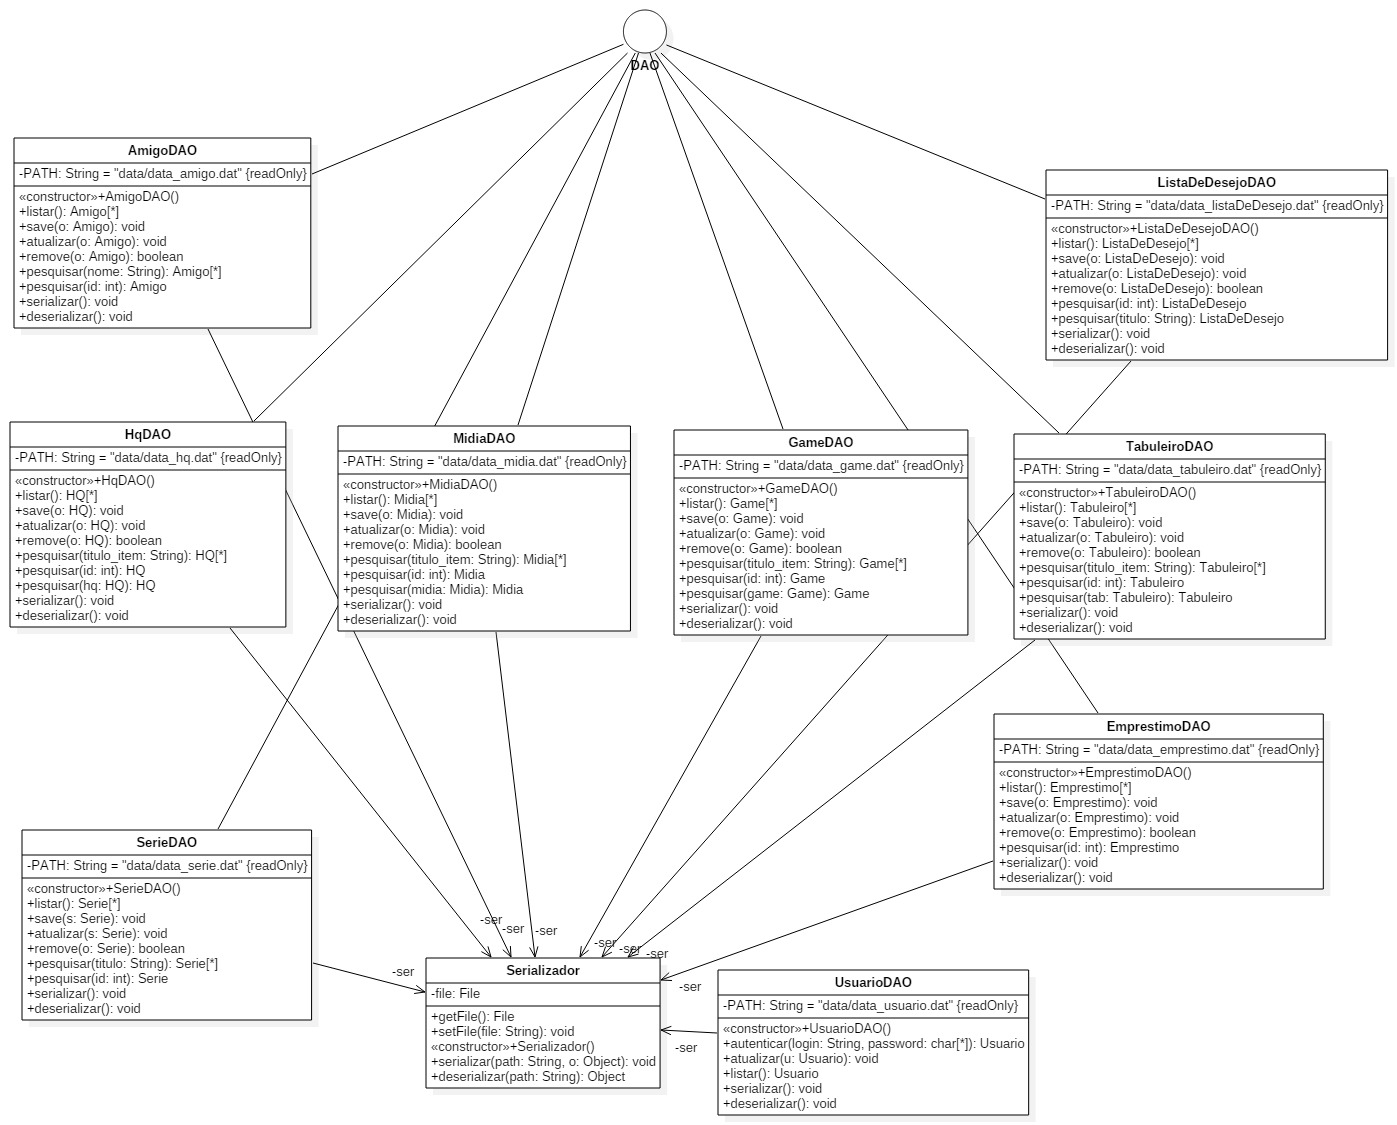 DAO
AmigoDAO
-PATH: String = "data/data_amigo.dat" {readOnly}
«constructor»+AmigoDAO()
+listar(): Amigo[*]
+save(o: Amigo): void
+atualizar(o: Amigo): void
+remove(o: Amigo): boolean
+pesquisar(nome: String): Amigo[*]
+pesquisar(id: int): Amigo
+serializar(): void
+deserializar(): void
ListaDeDesejoDAO
-PATH: String = "data/data_listaDeDesejo.dat" {readOnly}
«constructor»+ListaDeDesejoDAO()
+listar(): ListaDeDesejo[*]
+save(o: ListaDeDesejo): void
+atualizar(o: ListaDeDesejo): void
+remove(o: ListaDeDesejo): boolean
+pesquisar(id: int): ListaDeDesejo
+pesquisar(titulo: String): ListaDeDesejo
+serializar(): void
+deserializar(): void
HqDAO
-PATH: String = "data/data_hq.dat" {readOnly}
«constructor»+HqDAO()
+listar(): HQ[*]
+save(o: HQ): void
+atualizar(o: HQ): void
+remove(o: HQ): boolean
+pesquisar(titulo_item: String): HQ[*]
+pesquisar(id: int): HQ
+pesquisar(hq: HQ): HQ
+serializar(): void
+deserializar(): void
MidiaDAO
-PATH: String = "data/data_midia.dat" {readOnly}
«constructor»+MidiaDAO()
+listar(): Midia[*]
+save(o: Midia): void
+atualizar(o: Midia): void
+remove(o: Midia): boolean
+pesquisar(titulo_item: String): Midia[*]
+pesquisar(id: int): Midia
+pesquisar(midia: Midia): Midia
+serializar(): void
+deserializar(): void
GameDAO
-PATH: String = "data/data_game.dat" {readOnly}
«constructor»+GameDAO()
+listar(): Game[*]
+save(o: Game): void
+atualizar(o: Game): void
+remove(o: Game): boolean
+pesquisar(titulo_item: String): Game[*]
+pesquisar(id: int): Game
+pesquisar(game: Game): Game
+serializar(): void
+deserializar(): void
TabuleiroDAO
-PATH: String = "data/data_tabuleiro.dat" {readOnly}
«constructor»+TabuleiroDAO()
+listar(): Tabuleiro[*]
+save(o: Tabuleiro): void
+atualizar(o: Tabuleiro): void
+remove(o: Tabuleiro): boolean
+pesquisar(titulo_item: String): Tabuleiro[*]
+pesquisar(id: int): Tabuleiro
+pesquisar(tab: Tabuleiro): Tabuleiro
+serializar(): void
+deserializar(): void
EmprestimoDAO
-PATH: String = "data/data_emprestimo.dat" {readOnly}
«constructor»+EmprestimoDAO()
+listar(): Emprestimo[*]
+save(o: Emprestimo): void
+atualizar(o: Emprestimo): void
+remove(o: Emprestimo): boolean
+pesquisar(id: int): Emprestimo
+serializar(): void
+deserializar(): void
SerieDAO
-PATH: String = "data/data_serie.dat" {readOnly}
«constructor»+SerieDAO()
+listar(): Serie[*]
+save(s: Serie): void
+atualizar(s: Serie): void
+remove(o: Serie): boolean
+pesquisar(titulo: String): Serie[*]
+pesquisar(id: int): Serie
+serializar(): void
+deserializar(): void
-ser
-ser
-ser
-ser
-ser
-ser
-ser
-ser
-ser
Serializador
-file: File
+getFile(): File
+setFile(file: String): void
«constructor»+Serializador()
+serializar(path: String, o: Object): void
+deserializar(path: String): Object
UsuarioDAO
-PATH: String = "data/data_usuario.dat" {readOnly}
«constructor»+UsuarioDAO()
+autenticar(login: String, password: char[*]): Usuario
+atualizar(u: Usuario): void
+listar(): Usuario
+serializar(): void
+deserializar(): void